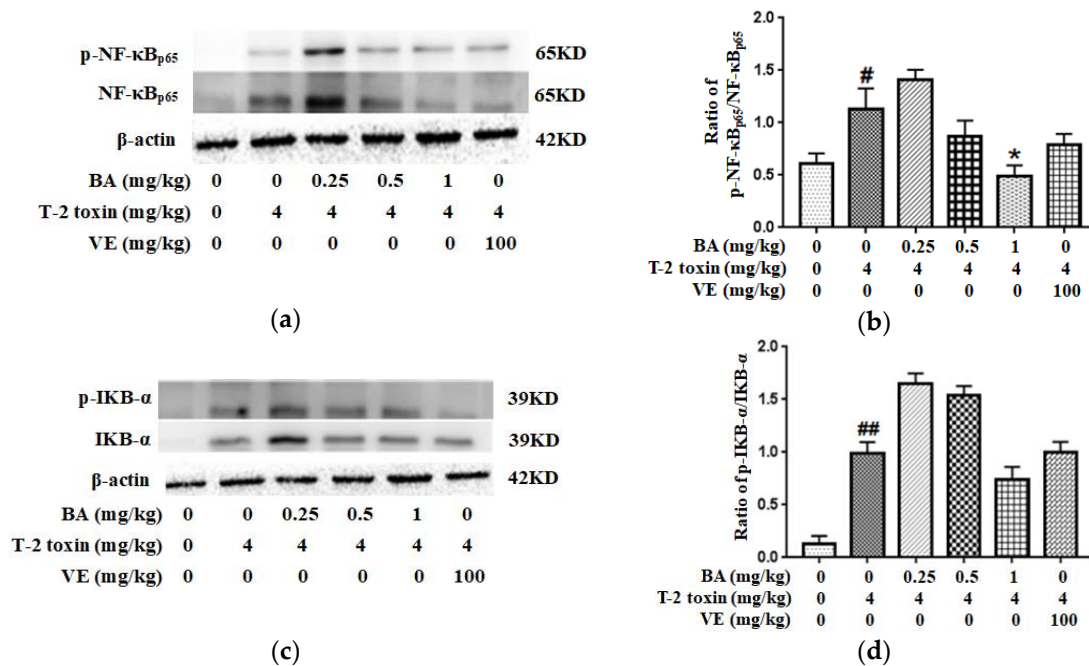 (a)
p-NF-κBp65 65KD
NF-κBp65 65KD
β-actin 42KD
BA (mg/kg) 0 0 0.25 0.5 1 0
T-2 toxin (mg/kg) 0 4 4 4 4 4
VE (mg/kg) 0 0 0 0 0 100
(a)
Ratio of
p-NF-κBp65/NF-κBp65
2.0
1.5
1.0
0.5
0.0
#
*
BA (mg/kg) 0 0 0.25 0.5 1 0
T-2 toxin(mg/kg) 0 4 4 4 4 4
VE (mg/kg) 0 0 0 0 0 100
(b)
p-IKB-α 39KD
IKB-α 39KD
β-actin 42KD
BA (mg/kg) 0 0 0.25 0.5 1 0
T-2 toxin (mg/kg) 0 4 4 4 4 4
VE (mg/kg) 0 0 0 0 0 100
(c)
Ratio of p-IKB-α/IKB-α
2.0
1.5
1.0
0.5
0.0
##
BA (mg/kg) 0 0 0.25 0.5 1 0
T-2 toxin(mg/kg) 0 4 4 4 4 4
VE (mg/kg) 0 0 0 0 0 100
(d)